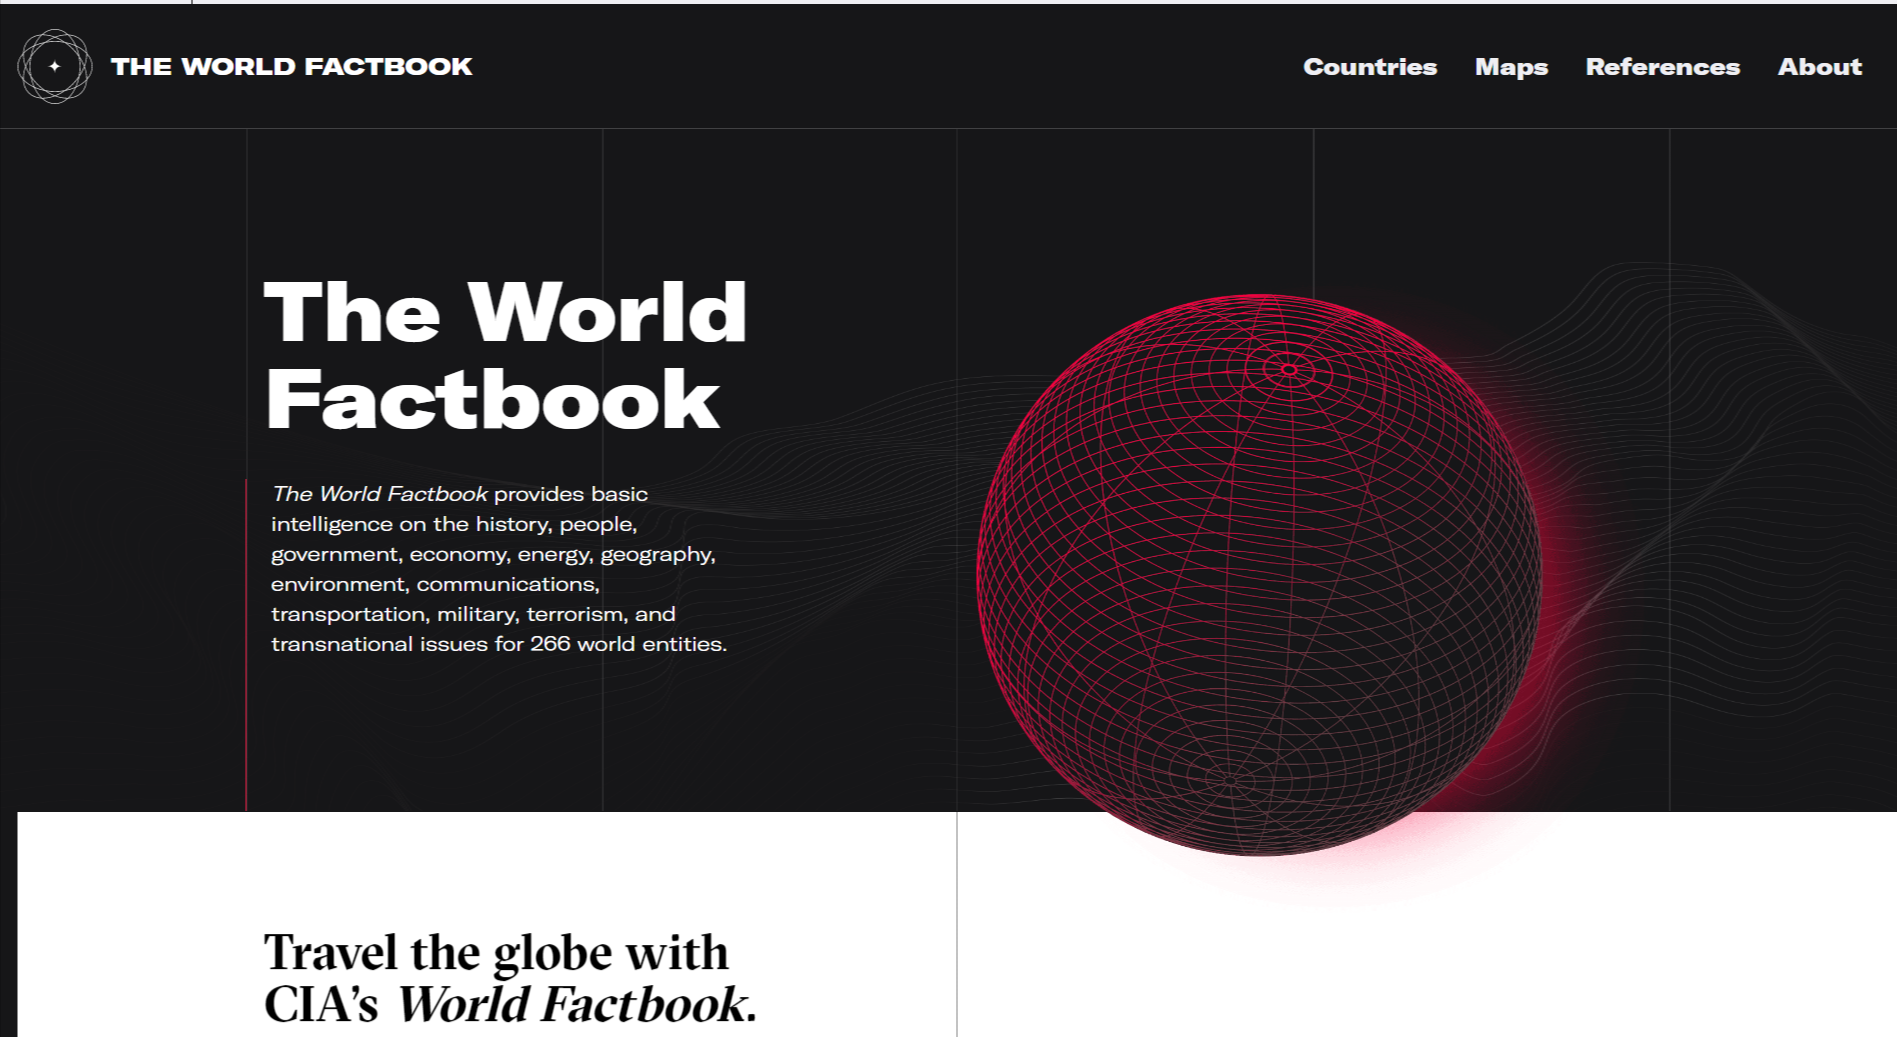 THE WORLD FACTBOOK
Countries Maps References About
The World
Factbook
The World Factbook provides basic
intelligence on the history, people,
government, economy, energy, geography,
environment, communications,
transportation, military, terrorism, and
transnational issues for 266 world entities.
Travel the globe with
CIA’s World Factbook.